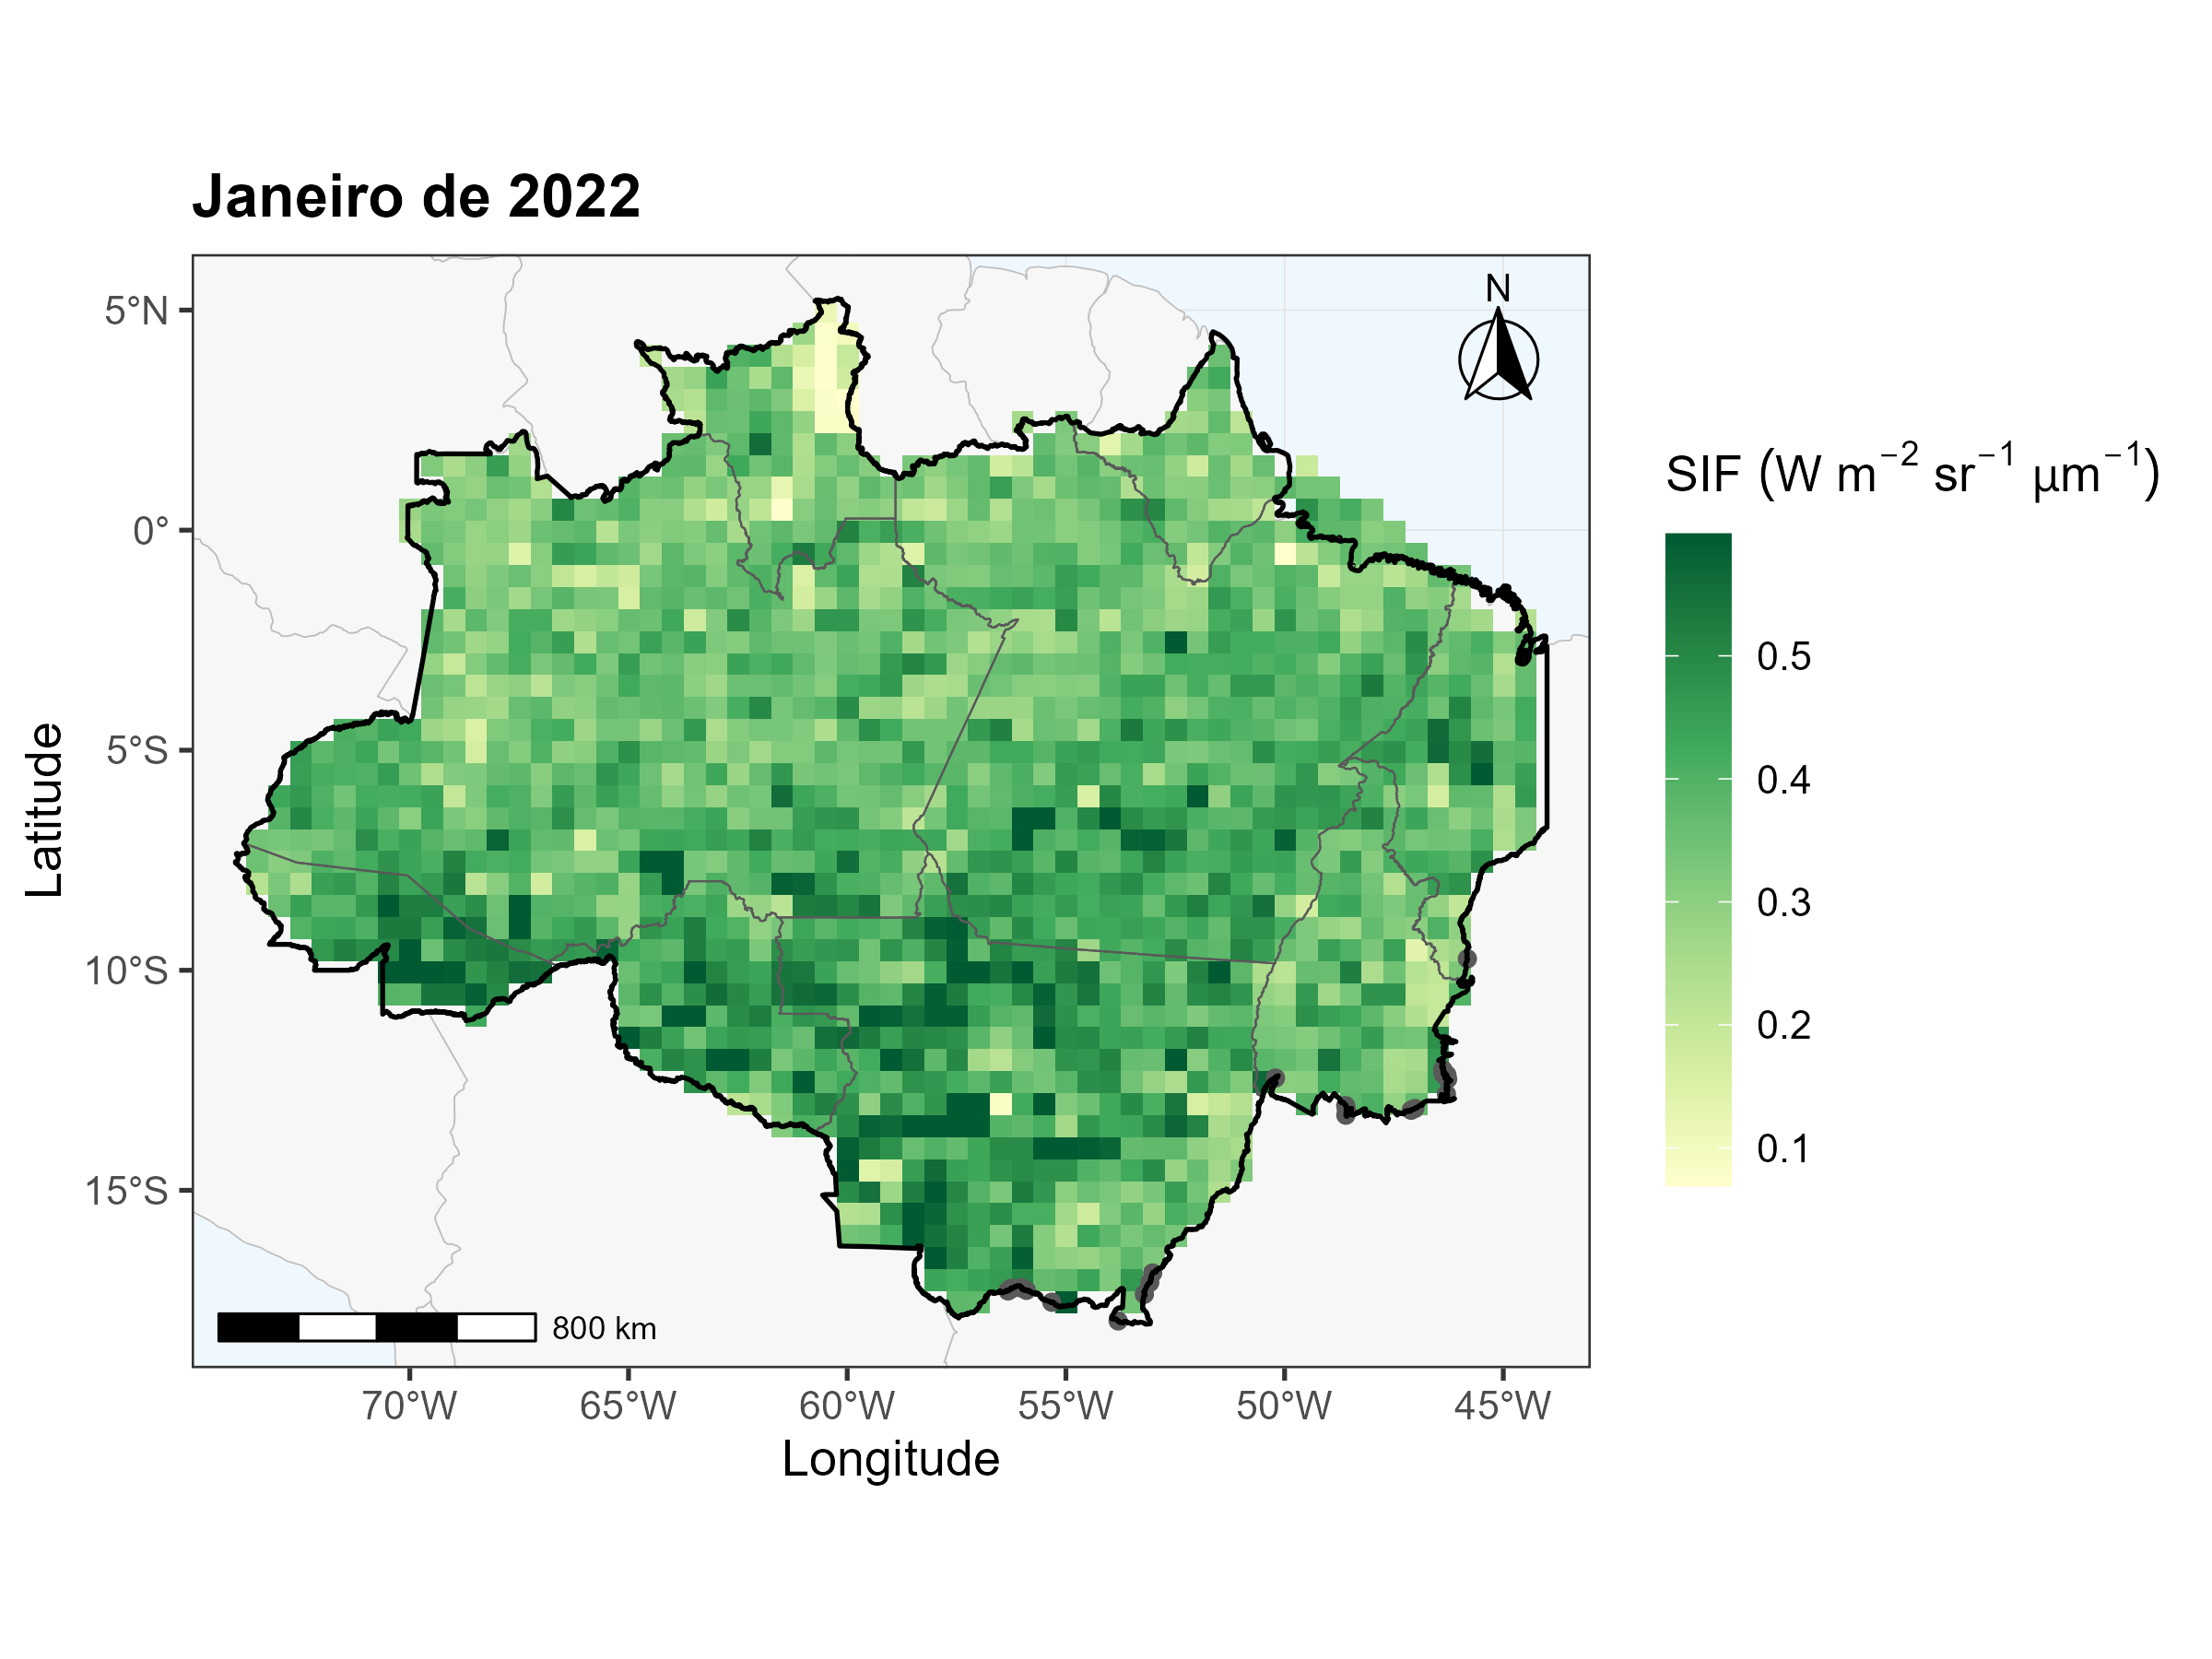 Janeiro de 2022
N
5°N
0°
5°S
10°S
15°S
Latitude
800 km
70°W 65°W 60°W 55°W 50°W 45°W
Longitude
SIF (W m⁻² sr⁻¹ μm⁻¹)
0.5
0.4
0.3
0.2
0.1